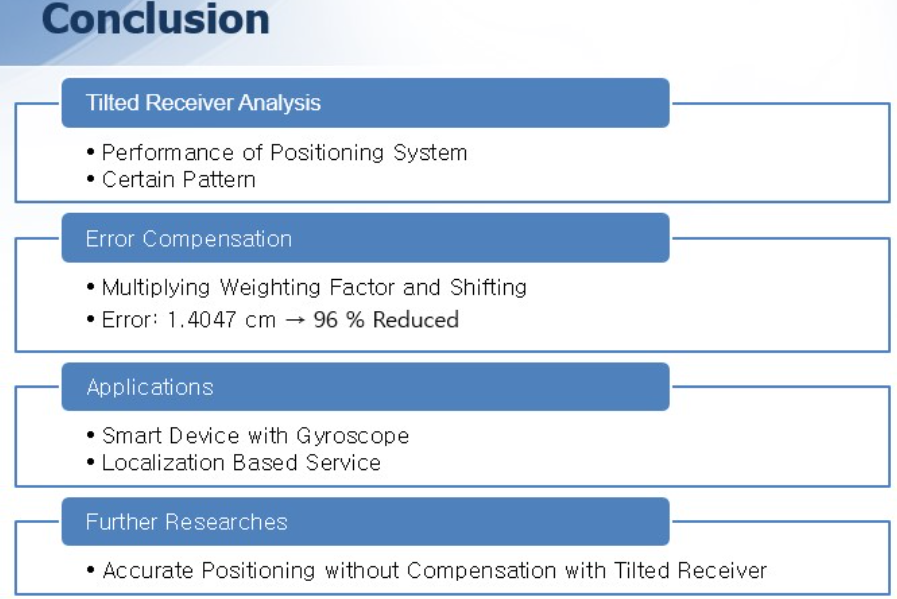 Conclusion
Tilted Receiver Analysis
• Performance of Positioning System
• Certain Pattern
Error Compensation
• Multiplying Weighting Factor and Shifting
• Error: 1.4047 cm → 96 % Reduced
Applications
• Smart Device with Gyroscope
• Localization Based Service
Further Researches
• Accurate Positioning without Compensation with Tilted Receiver